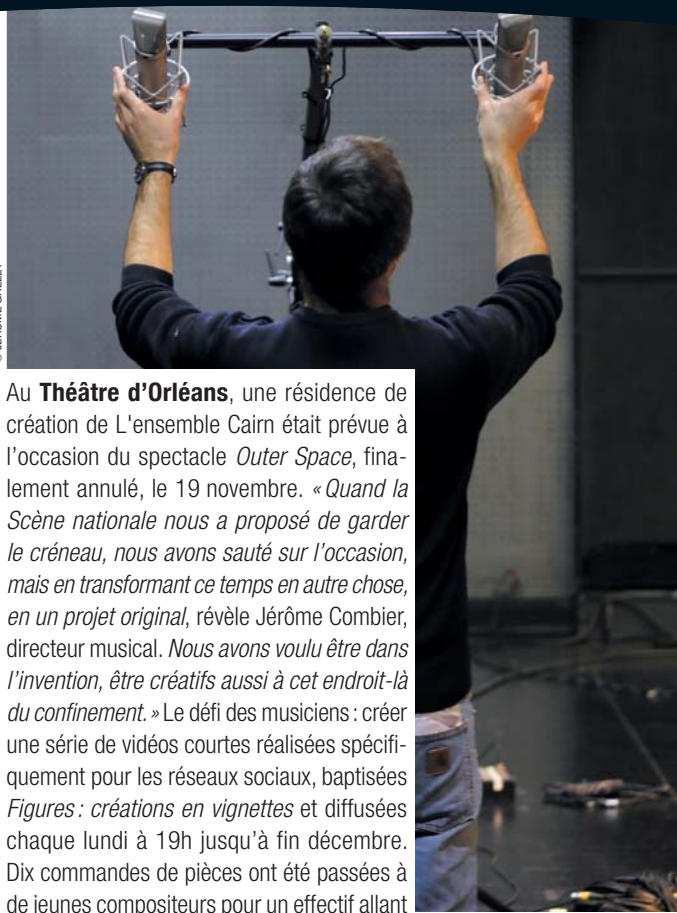 Au Théâtre d’Orléans, une résidence de
création de L'ensemble Cairn était prévue à
l’occasion du spectacle Outer Space, fina-
lement annulé, le 19 novembre. « Quand la
Scène nationale nous a proposé de garder
le créneau, nous avons sauté sur l’occasion,
mais en transformant ce temps en autre chose,
en un projet original, révèle Jérôme Combier,
directeur musical. Nous avons voulu être dans
l’invention, être créatifs aussi à cet endroit-là
du confinement. » Le défi des musiciens : créer
une série de vidéos courtes réalisées spécifi-
quement pour les réseaux sociaux, baptisées
Figures : créations en vignettes et diffusées
chaque lundi à 19h jusqu’à fin décembre.
Dix commandes de pièces ont été passées à
de jeunes compositeurs pour un effectif allant